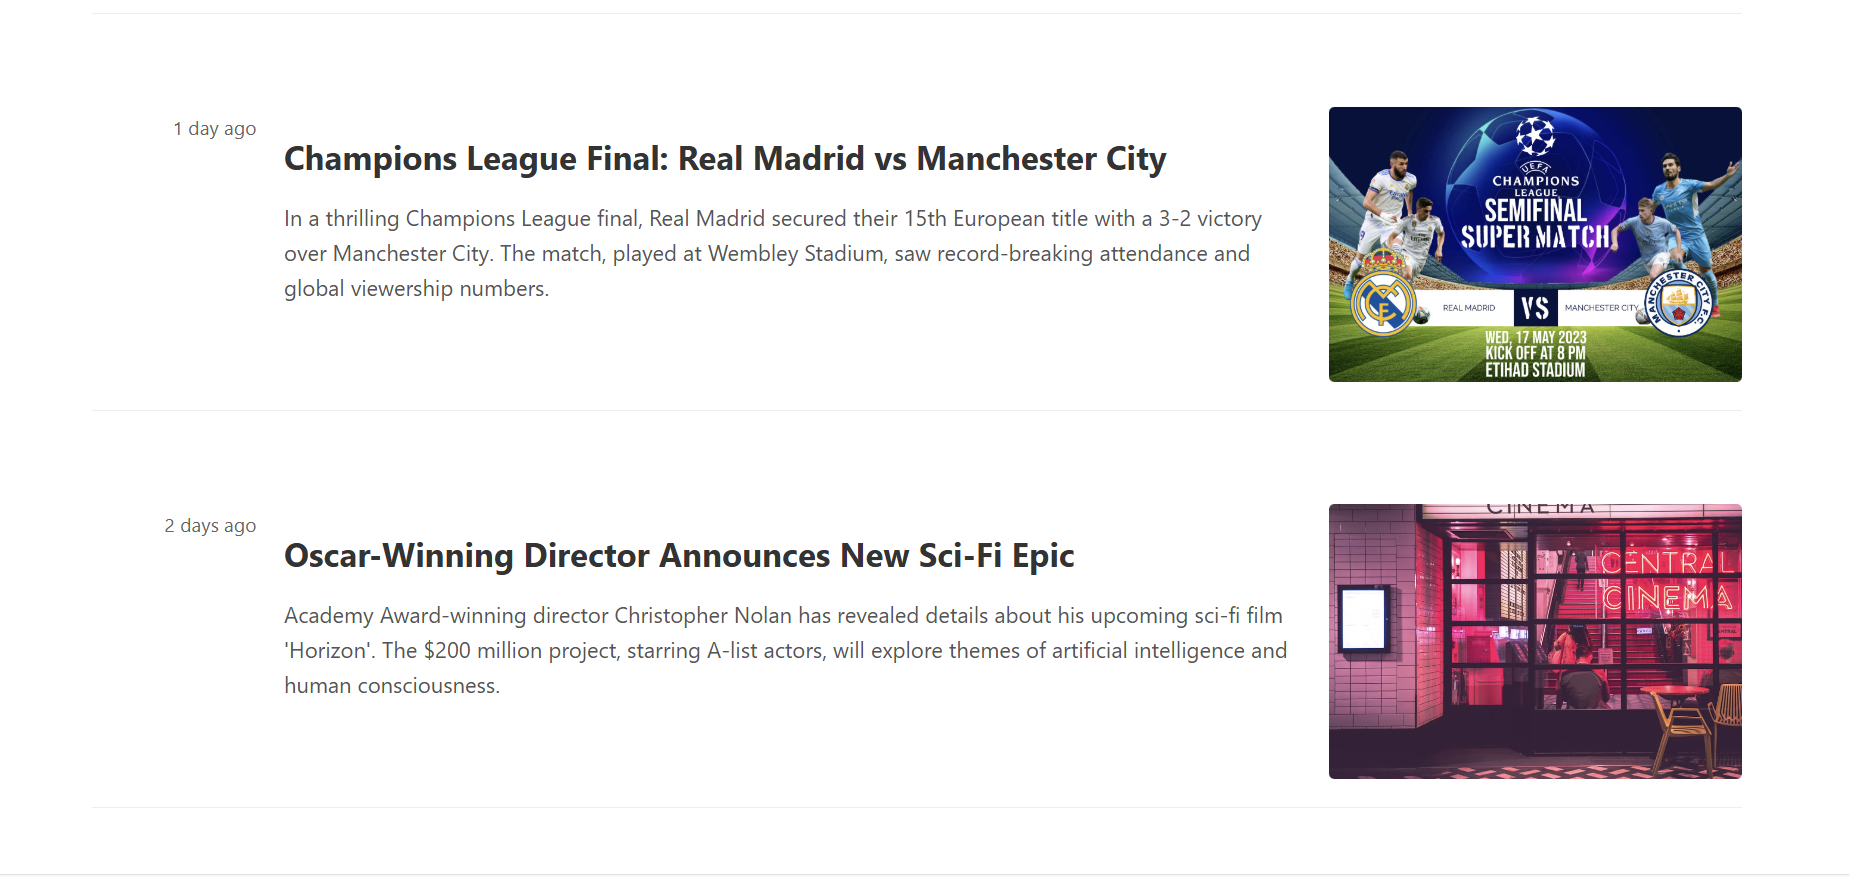 1 day ago
Champions League Final: Real Madrid vs Manchester City
In a thrilling Champions League final, Real Madrid secured their 15th European title with a 3-2 victory
over Manchester City. The match, played at Wembley Stadium, saw record-breaking attendance and
global viewership numbers.
UEFA
CHAMPIONS
LEAGUE
SEMIFINAL
SUPER MATCH
REAL MADRID VS MANCHESTER CITY
MANCHESTER CITY F.C.
WED, 17 MAY 2023
KICK OFF AT 8 PM
ETIHAD STADIUM
2 days ago
Oscar-Winning Director Announces New Sci-Fi Epic
Academy Award-winning director Christopher Nolan has revealed details about his upcoming sci-fi film
'Horizon'. The $200 million project, starring A-list actors, will explore themes of artificial intelligence and
human consciousness.
CINEMA
CENTRAL
CINEMA